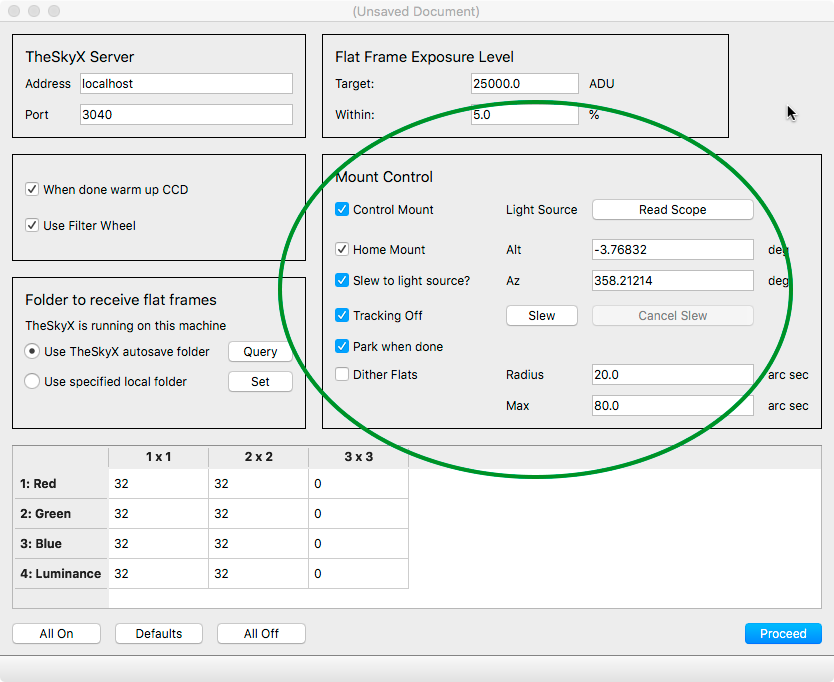 (Unsaved Document)
TheSkyX Server
Address localhost
Port 3040
Flat Frame Exposure Level
Target: 25000.0 ADU
Within: 5.0 %
When done warm up CCD
Use Filter Wheel
Folder to receive flat frames
TheSkyX is running on this machine
Use TheSkyX autosave folder Query
Use specified local folder Set
Mount Control
Control Mount Light Source Read Scope
Home Mount Alt -3.76832 deg
Slew to light source? Az 358.21214 deg
Tracking Off Slew Cancel Slew
Park when done
Dither Flats Radius 20.0 arc sec
Max 80.0 arc sec
1 x 1 2 x 2 3 x 3
1: Red 32 32 0
2: Green 32 32 0
3: Blue 32 32 0
4: Luminance 32 32 0
All On Defaults All Off Proceed